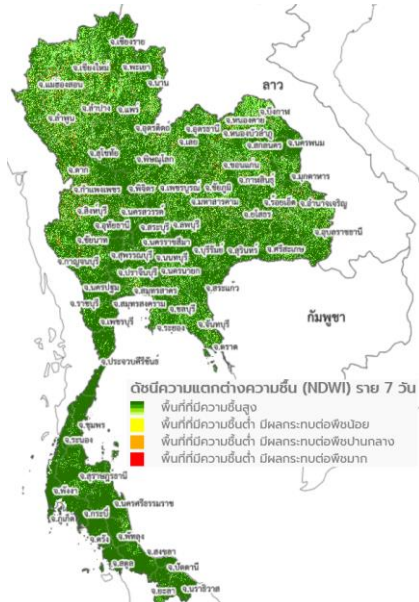 จ.เชียงราย
จ.เชียงใหม่ จ.พะเยา
จ.แม่ฮ่องสอน จ.น่าน
จ.ลำปาง จ.แพร่
จ.ลำพูน
จ.อุตรดิตถ์ จ.อุดรธานี
จ.เลย
ลาว
จ.บึงกาฬ
จ.หนองคาย
จ.หนองบัวลำภู
จ.สกลนคร จ.นครพนม
จ.สุโขทัย จ.พิษณุโลก
จ.ขอนแก่น
จ.ตาก
จ.กาฬสินธุ์ จ.มุกดาหาร
จ.กำแพงเพชร จ.พิจิตร จ.เพชรบูรณ์ จ.ชัยภูมิ
จ.มหาสารคาม จ.ร้อยเอ็ด จ.อำนาจเจริญ
จ.ยโสธร
จ.สิงห์บุรี จ.นครสวรรค์
จ.อุทัยธานี จ.สระบุรี จ.ลพบุรี
จ.อุบลราชธานี
จ.ชัยนาท จ.นครราชสีมา
จ.บุรีรัมย์ จ.สุรินทร์ จ.ศรีสะเกษ
จ.กาญจนบุรี จ.สุพรรณบุรี จ.นนทบุรี
จ.ปราจีนบุรี จ.นครนายก
จ.นครปฐม จ.สมุทรสาคร จ.สระแก้ว
จ.ราชบุรี จ.สมุทรสงคราม จ.ชลบุรี
จ.เพชรบุรี จ.ระยอง จ.จันทบุรี
กัมพูชา
จ.ตราด
จ.ประจวบคีรีขันธ์
ดัชนีความแตกต่างความชื้น (NDWI) ราย 7 วัน
พื้นที่ที่มีความชื้นสูง
พื้นที่ที่มีความชื้นต่ำ มีผลกระทบต่อพืชน้อย
พื้นที่ที่มีความชื้นต่ำ มีผลกระทบต่อพืชปานกลาง
พื้นที่ที่มีความชื้นต่ำ มีผลกระทบต่อพืชมาก
จ.ชุมพร
จ.ระนอง
จ.สุราษฎร์ธานี
จ.พังงา
จ.นครศรีธรรมราช
จ.ภูเก็ต จ.กระบี่
จ.ตรัง จ.พัทลุง
จ.สงขลา
จ.สตูล จ.ปัตตานี
จ.ยะลา จ.นราธิวาส